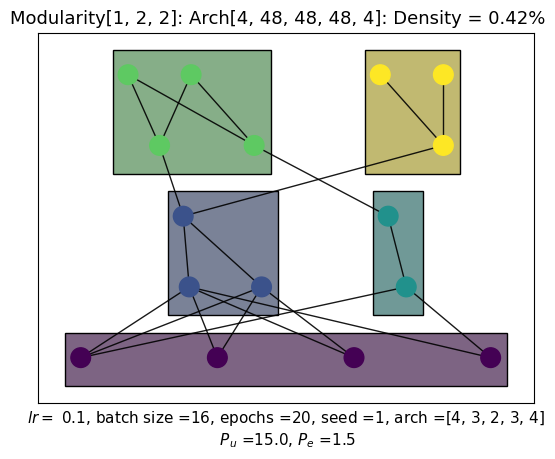 Modularity[1, 2, 2]: Arch[4, 48, 48, 48, 4]: Density = 0.42%
lr = 0.1, batch size =16, epochs =20, seed =1, arch =[4, 3, 2, 3, 4]
P_u =15.0, P_e =1.5